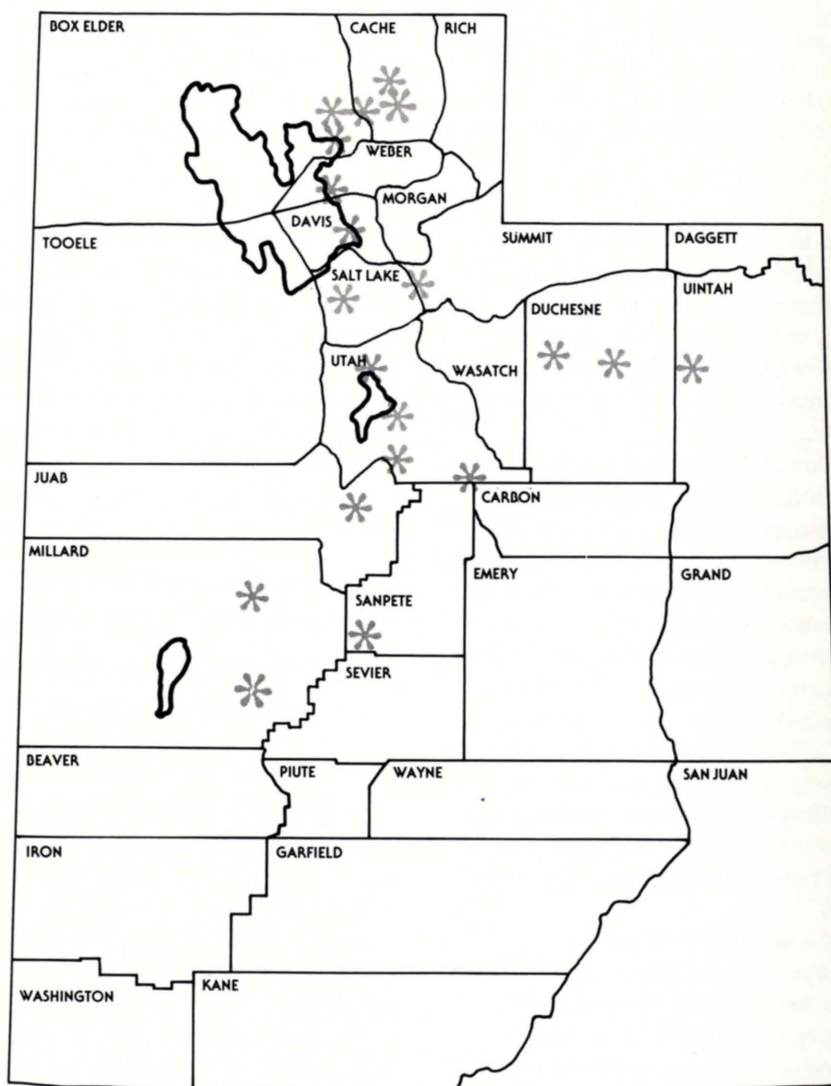 BOX ELDER
CACHE
RICH
WEBER
MORGAN
DAVIS
TOOELE
SUMMIT
DAGGETT
SALT LAKE
UINTAH
DUCHESNE
UTAH
WASATCH
JUAB
CARBON
MILLARD
EMERY
GRAND
SANPETE
SEVIER
BEAVER
PIUTE
WAYNE
SAN JUAN
IRON
GARFIELD
WASHINGTON
KANE